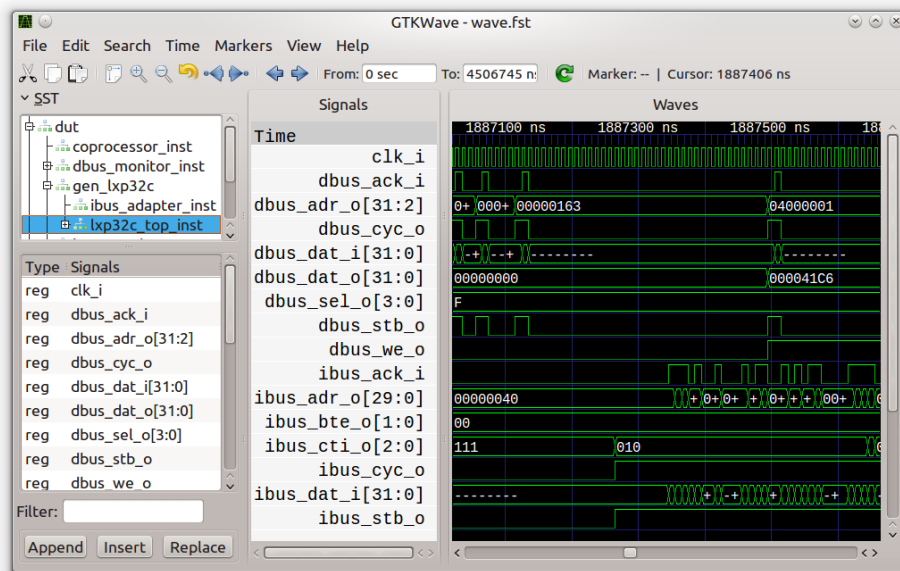 GTKWave - wave.fst
File Edit Search Time Markers View Help
From: 0 sec To: 4506745 n Marker: -- | Cursor: 1887406 ns
SST
dut
coprocessor_inst
dbus_monitor_inst
gen_lxp32c
ibus_adapter_inst
lxp32c_top_inst
Type Signals
reg clk_i
reg dbus_ack_i
reg dbus_adr_o[31:2]
reg dbus_cyc_o
reg dbus_dat_i[31:0]
reg dbus_dat_o[31:0]
reg dbus_sel_o[3:0]
reg dbus_stb_o
reg dbus_we_o
Filter:
Append Insert Replace
Signals
Time
clk_i
dbus_ack_i
dbus_adr_o[31:2]
dbus_cyc_o
dbus_dat_i[31:0]
dbus_dat_o[31:0]
dbus_sel_o[3:0]
dbus_stb_o
dbus_we_o
ibus_ack_i
ibus_adr_o[29:0]
ibus_bte_o[1:0]
ibus_cti_o[2:0]
ibus_cyc_o
ibus_dat_i[31:0]
ibus_stb_o
Waves
1887100 ns 1887300 ns 1887500 ns 188
0+ 000+ 00000163 04000001
-+ --+ -------- --------
00000000 000041C6
F
00000040 + 0+ 0+ + 0+ + + 00+
00
111 010
-------- + -+ + -+